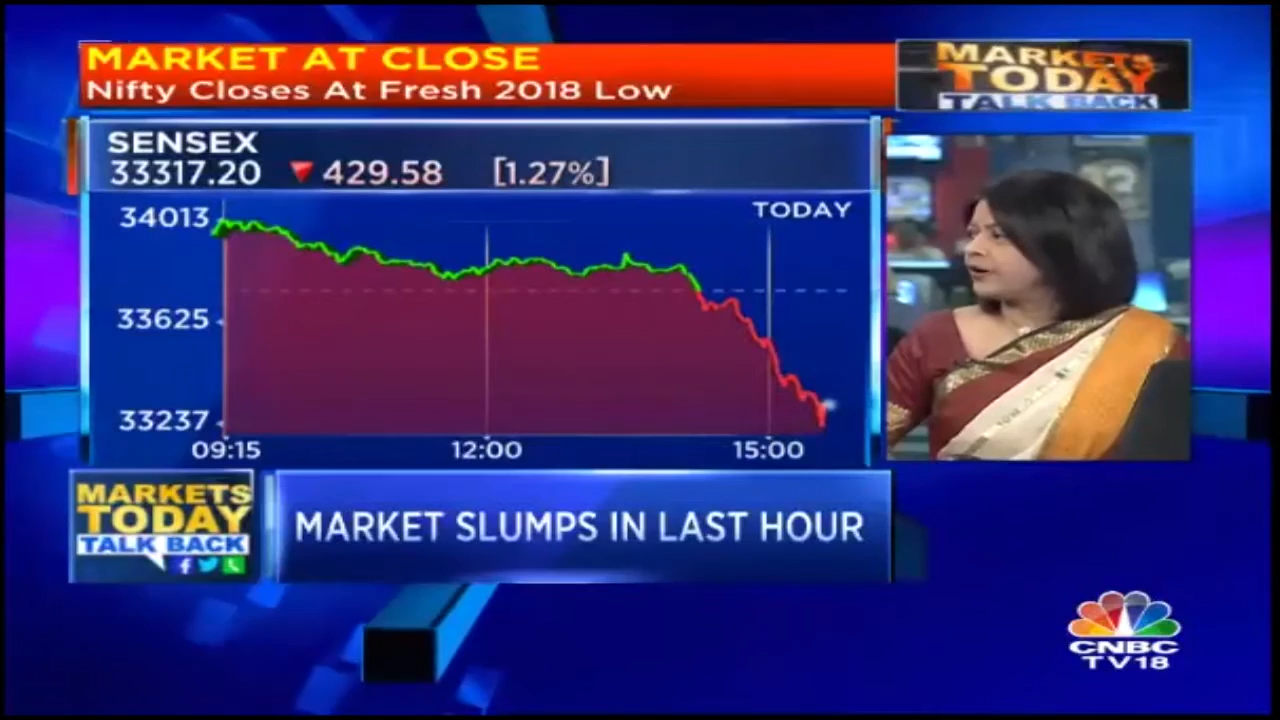 MARKET AT CLOSE
Nifty Closes At Fresh 2018 Low
MARKETS
TODAY
TALK BACK
SENSEX
33317.20 ▼ 429.58 [1.27%]
TODAY
34013
33625
33237
09:15 12:00 15:00
MARKETS
TODAY
TALK BACK
MARKET SLUMPS IN LAST HOUR
CNBC
TV18